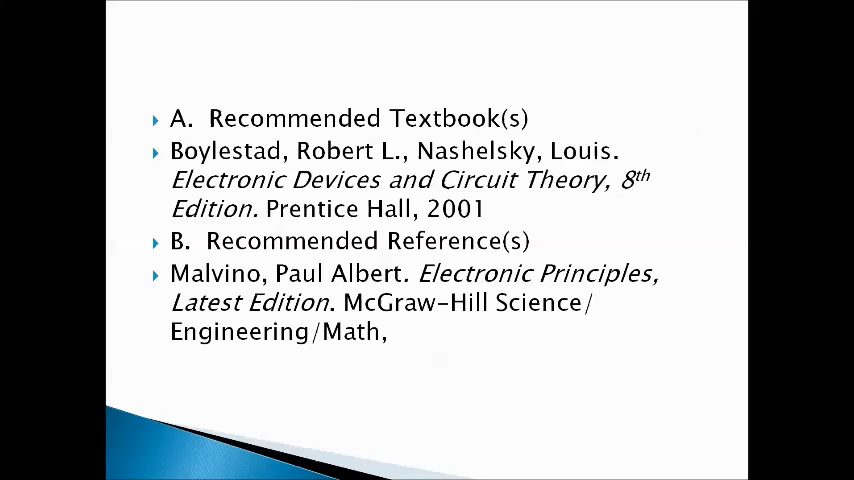 A. Recommended Textbook(s)
Boylestad, Robert L., Nashelsky, Louis.
Electronic Devices and Circuit Theory, 8th
Edition. Prentice Hall, 2001
B. Recommended Reference(s)
Malvino, Paul Albert. Electronic Principles,
Latest Edition. McGraw-Hill Science/
Engineering/Math,